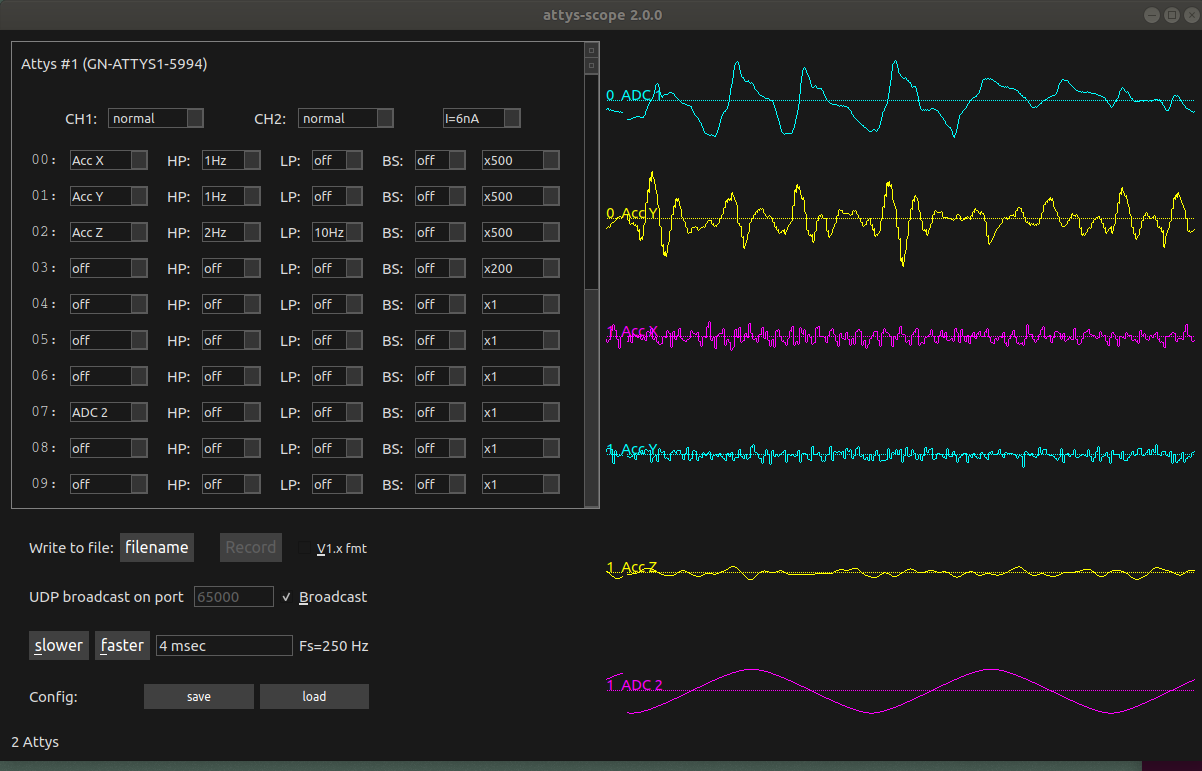 attys-scope 2.0.0
Attys #1 (GN-ATTYS1-5994)
CH1: normal CH2: normal I=6nA
00: Acc X HP: 1Hz LP: off BS: off x500
01: Acc Y HP: 1Hz LP: off BS: off x500
02: Acc Z HP: 2Hz LP: 10Hz BS: off x500
03: off HP: off LP: off BS: off x200
04: off HP: off LP: off BS: off x1
05: off HP: off LP: off BS: off x1
06: off HP: off LP: off BS: off x1
07: ADC 2 HP: off LP: off BS: off x1
08: off HP: off LP: off BS: off x1
09: off HP: off LP: off BS: off x1
Write to file: filename Record V1.x fmt
UDP broadcast on port 65000 ✓ Broadcast
slower faster 4 msec Fs=250 Hz
Config: save load
2 Attys
0 ADC 1
0 Acc Y
1 Acc X
1 Acc Y
1 Acc Z
1 ADC 2